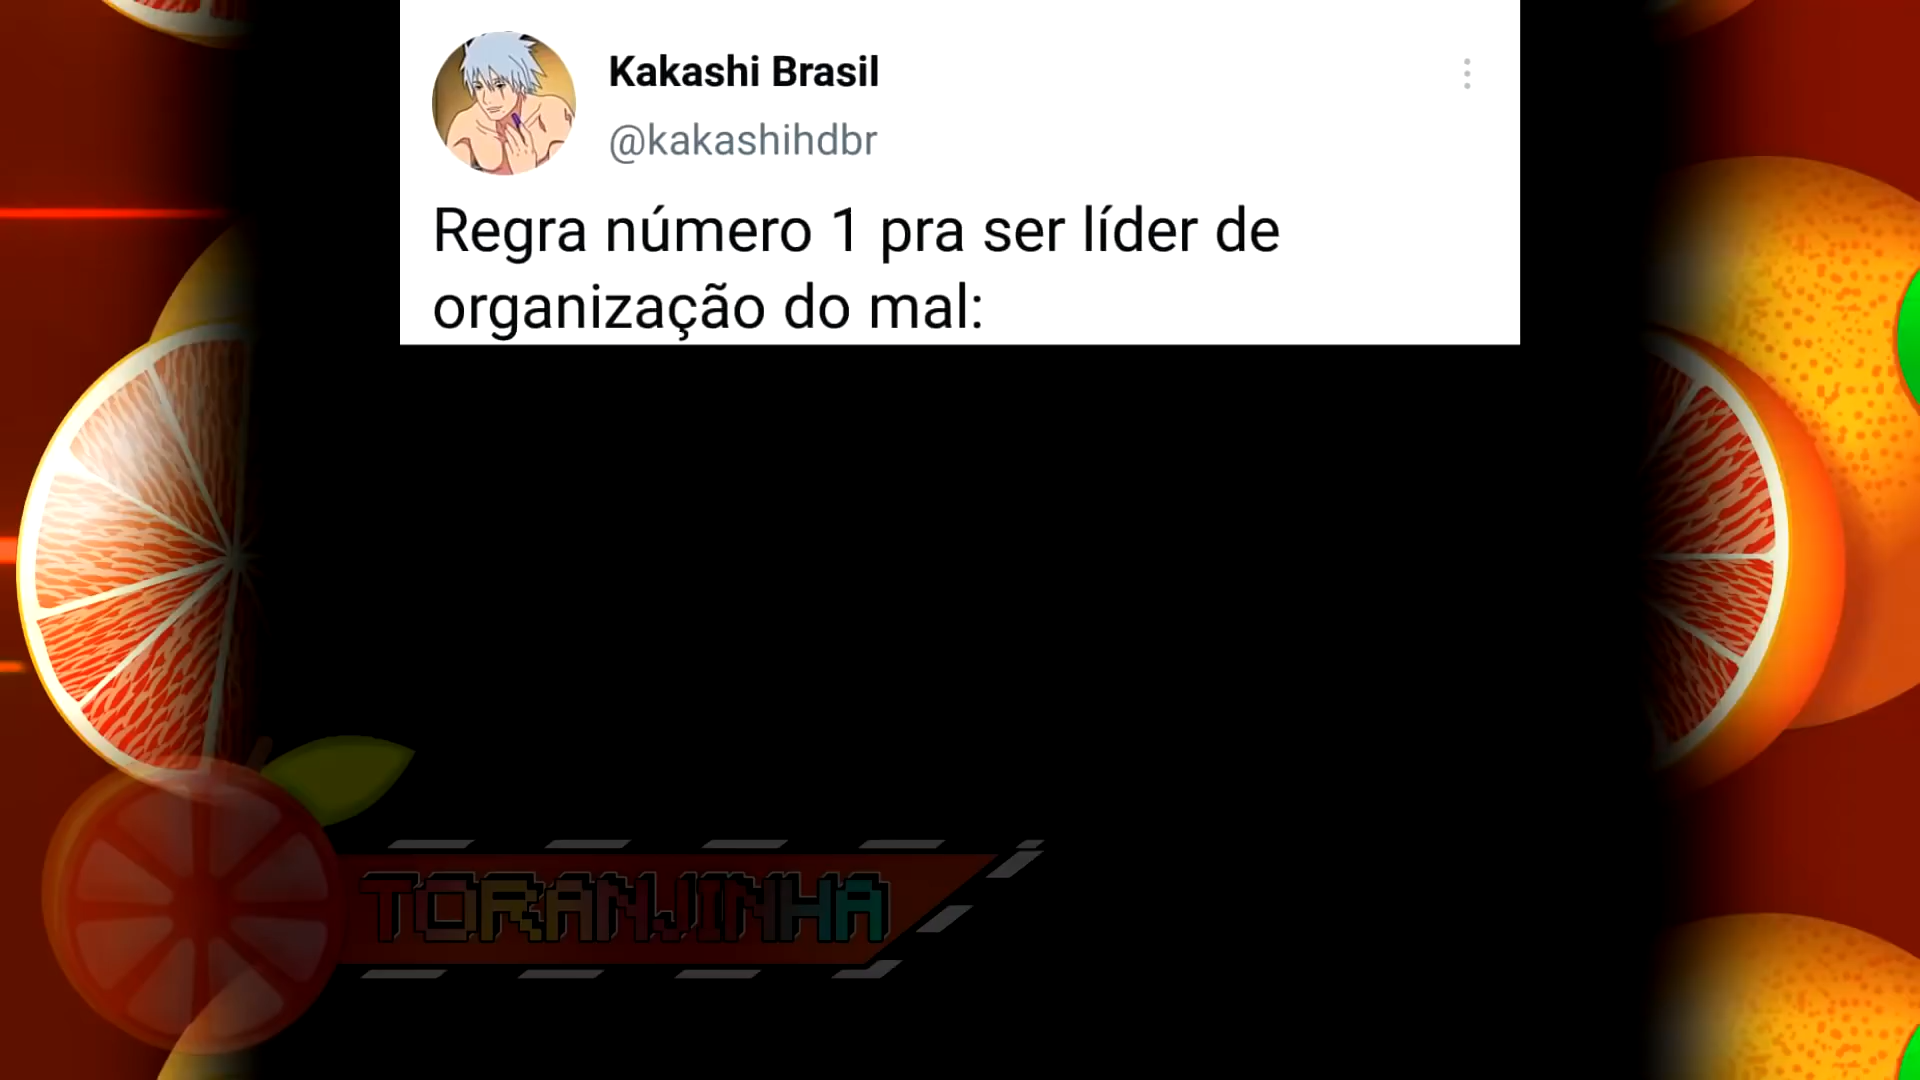 Kakashi Brasil
@kakashihdbr
Regra número 1 pra ser líder de
organização do mal:
TORANJINHA